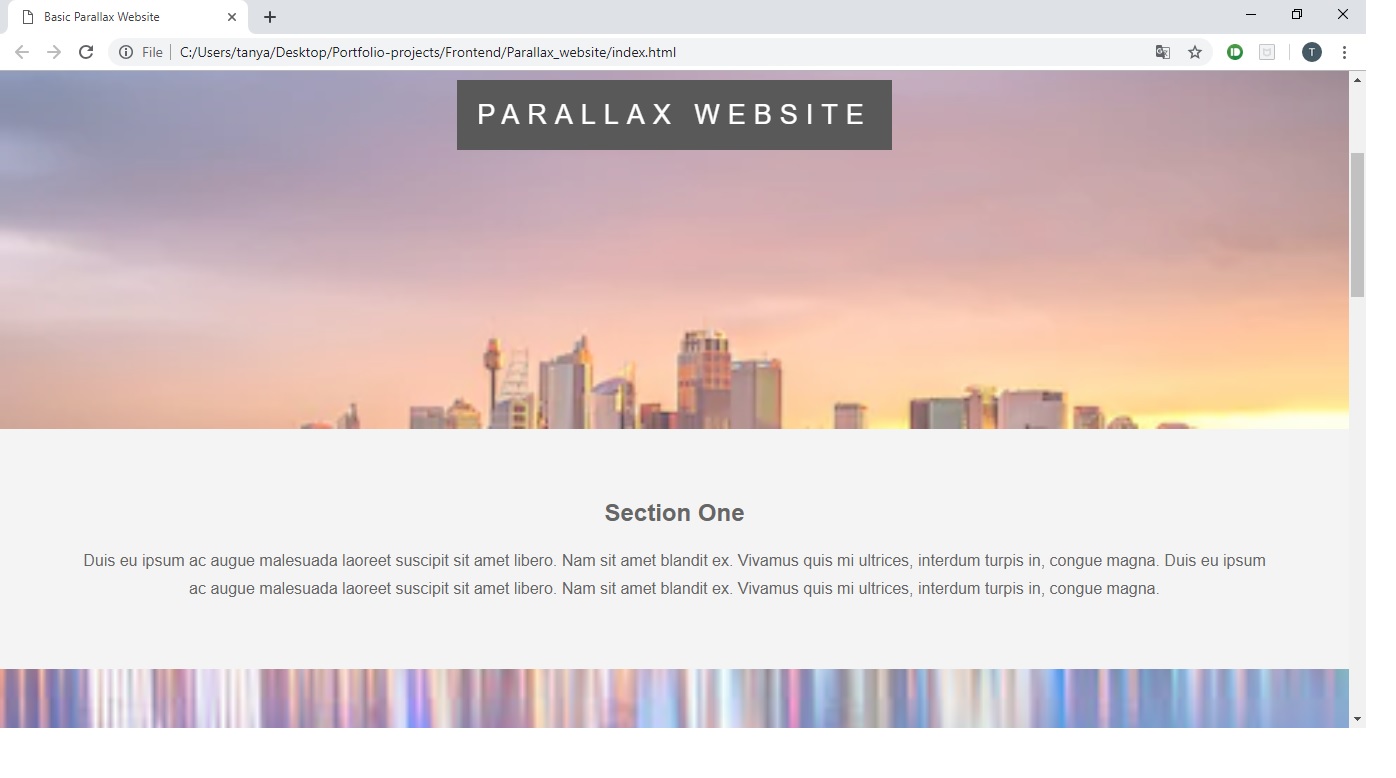 Basic Parallax Website
File
C:/Users/tanya/Desktop/Portfolio-projects/Frontend/Parallax_website/index.html
T
PARALLAX WEBSITE
Section One
Duis eu ipsum ac augue malesuada laoreet suscipit sit amet libero. Nam sit amet blandit ex. Vivamus quis mi ultrices, interdum turpis in, congue magna. Duis eu ipsum
ac augue malesuada laoreet suscipit sit amet libero. Nam sit amet blandit ex. Vivamus quis mi ultrices, interdum turpis in, congue magna.